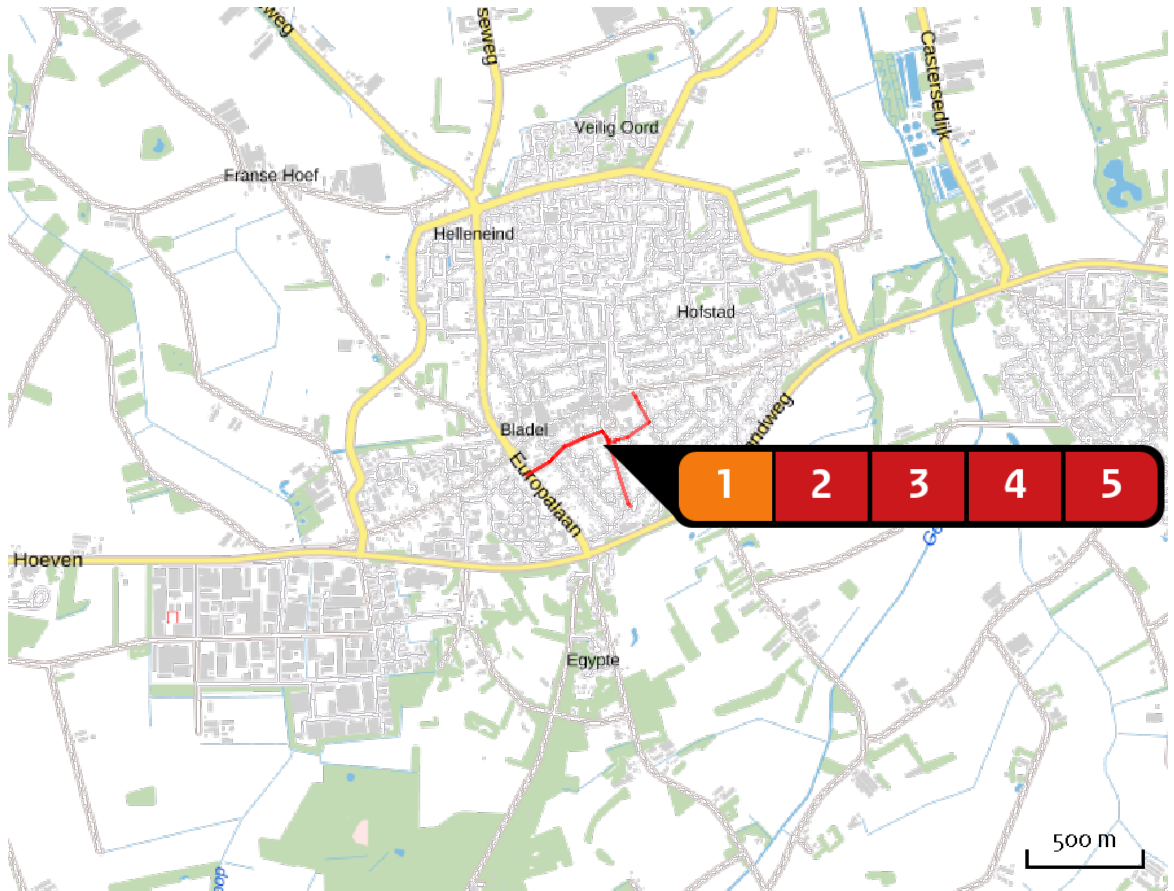 weg
seweg
Castersedijk
Veilig Oord
Franse Hoef
Helleneind
Hofstad
Bladel
Europalaan
ndweg
1 2 3 4 5
Hoeven
Egypte
500 m